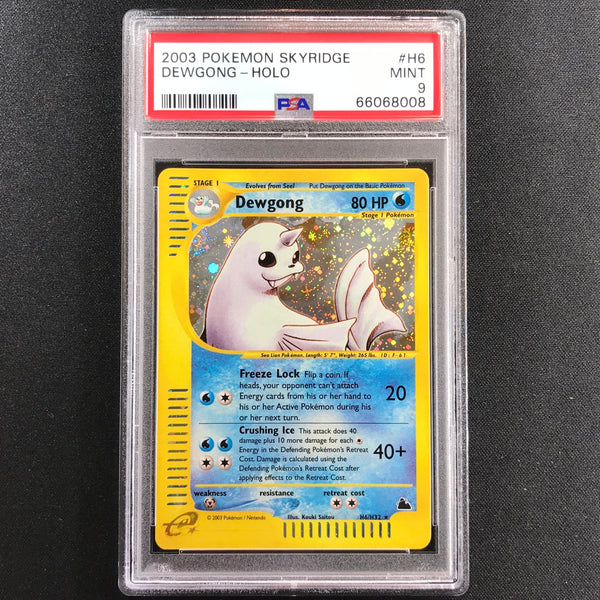 2003 POKEMON SKYRIDGE #H6
DEWGONG – HOLO MINT
9
PSA 66068008
STAGE 1 Evolves from Seel Put Dewgong on the Basic Pokémon
Dewgong 80 HP
Stage 1 Pokémon
Sea Lion Pokémon, Length: 5' 7", Weight: 265 lbs. ID: F-61
Freeze Lock Flip a coin. If
heads, your opponent can't attach
Energy cards from his or her hand to
his or her Active Pokémon during his
or her next turn.
20
Crushing Ice This attack does 40
damage plus 10 more damage for each
Energy in the Defending Pokémon's Retreat
Cost. Damage is calculated using the
Defending Pokémon's Retreat Cost after
applying effects to the Retreat Cost.
40+
weakness resistance retreat cost
e
© 2003 Pokémon / Nintendo Illus. Kouki Saitou H6/H32